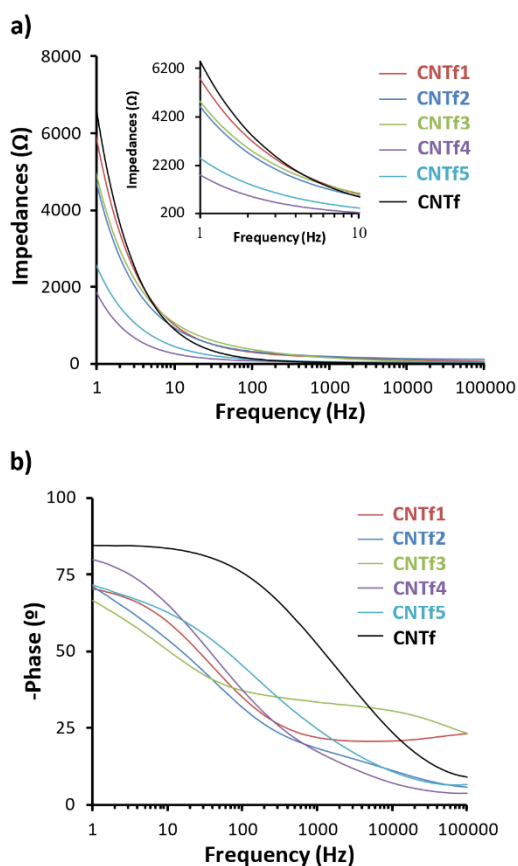 a)
8000
6000
4000
2000
0
Impedances (Ω)
1
10
100
1000
10000
100000
Frequency (Hz)
6200
4200
2200
200
Impedances (Ω)
1
10
Frequency (Hz)
CNTf1
CNTf2
CNTf3
CNTf4
CNTf5
CNTf
b)
100
75
50
25
0
-Phase (º)
1
10
100
1000
10000
100000
Frequency (Hz)
CNTf1
CNTf2
CNTf3
CNTf4
CNTf5
CNTf